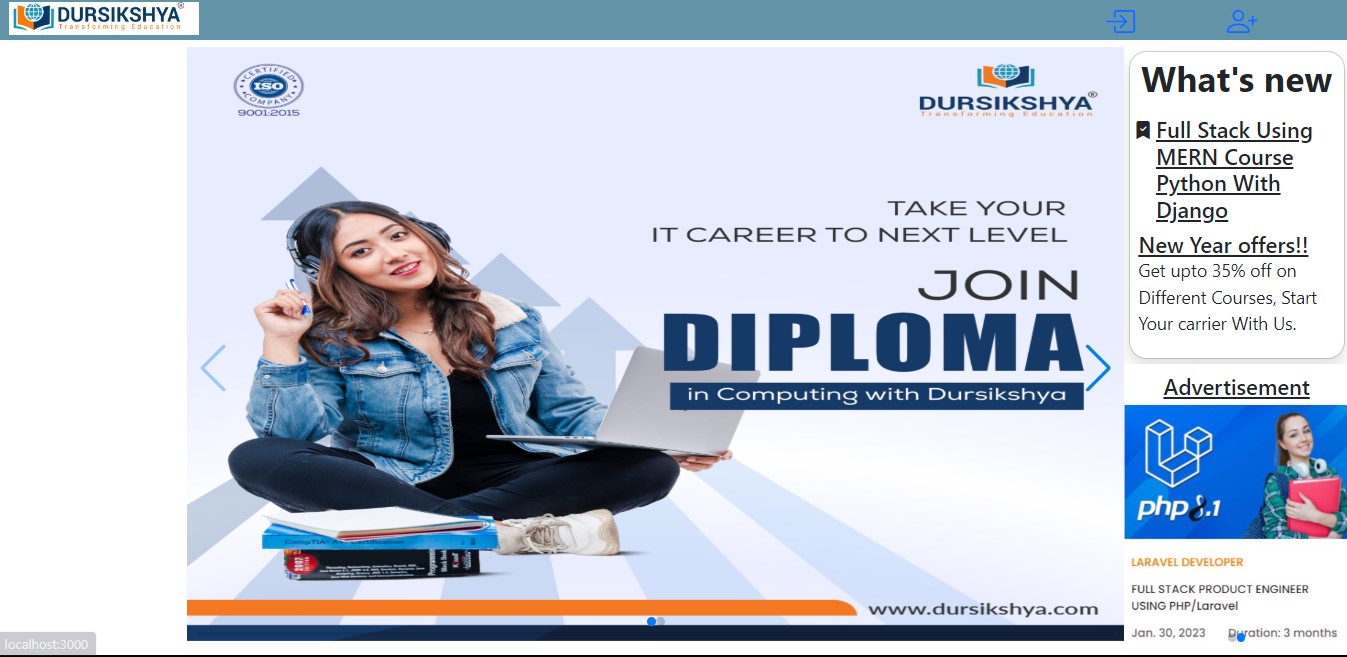 DURSIKSHYA®
Transforming Education
CERTIFIED
ISO
COMPANY
9001:2015
DURSIKSHYA®
Transforming Education
TAKE YOUR
IT CAREER TO NEXT LEVEL
JOIN
DIPLOMA
in Computing with Dursikshya
CompTIA A+ Certification
2007
www.dursikshya.com
What's new
Full Stack Using
MERN Course
Python With
Django
New Year offers!!
Get upto 35% off on
Different Courses, Start
Your carrier With Us.
Advertisement
php 8.1
LARAVEL DEVELOPER
FULL STACK PRODUCT ENGINEER
USING PHP/Laravel
Jan. 30, 2023 Duration: 3 months
localhost:3000